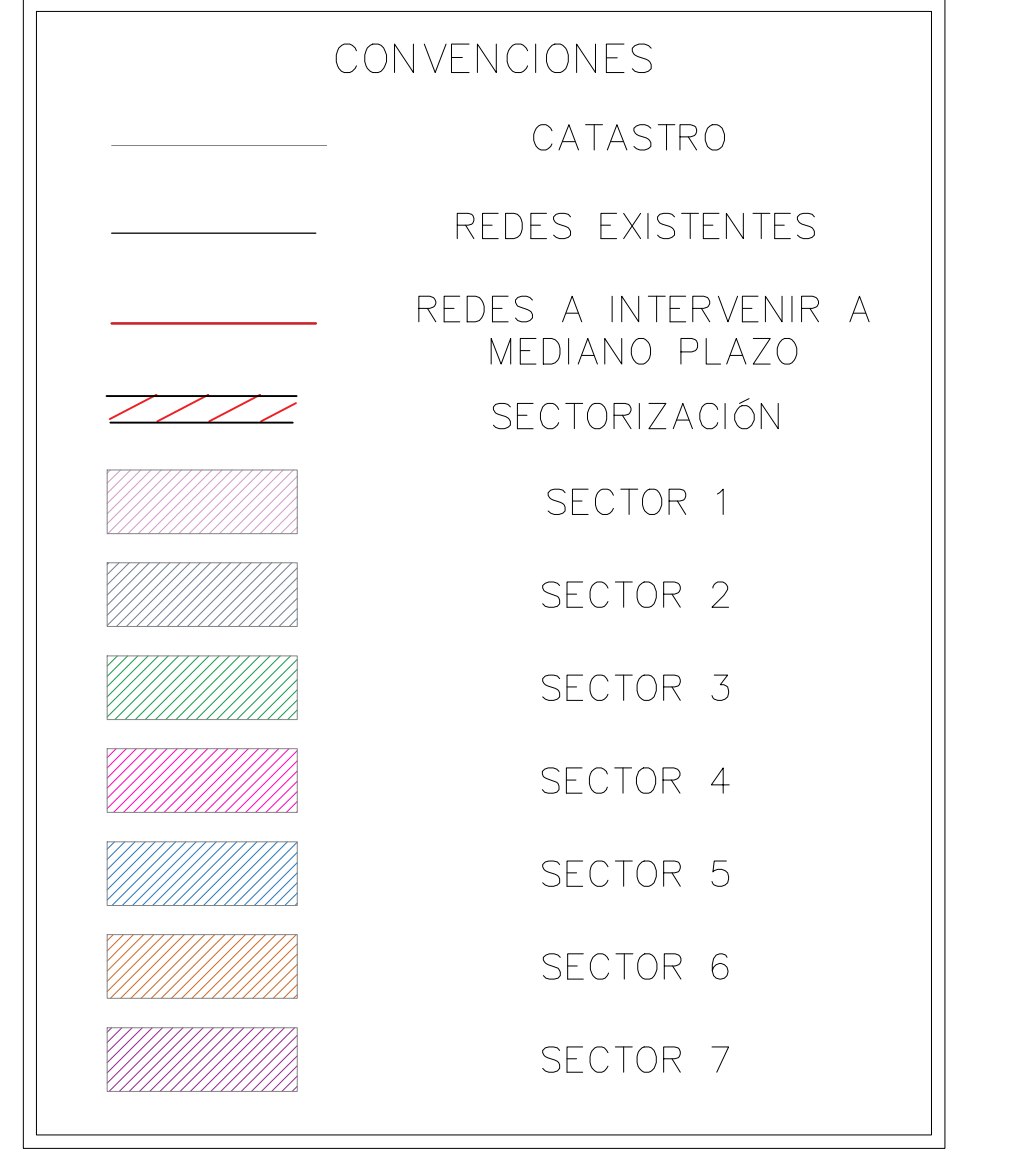 CONVENCIONES
CATASTRO
REDES EXISTENTES
REDES A INTERVENIR A
MEDIANO PLAZO
SECTORIZACIÓN
SECTOR 1
SECTOR 2
SECTOR 3
SECTOR 4
SECTOR 5
SECTOR 6
SECTOR 7